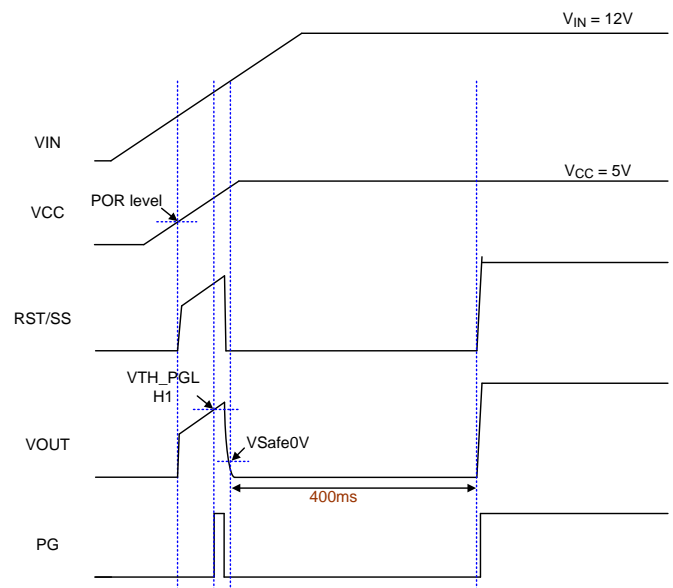 VIN = 12V
VIN
VCC = 5V
POR level
VCC
RST/SS
VTH_PGL
H1
VOUT
VSafe0V
400ms
PG